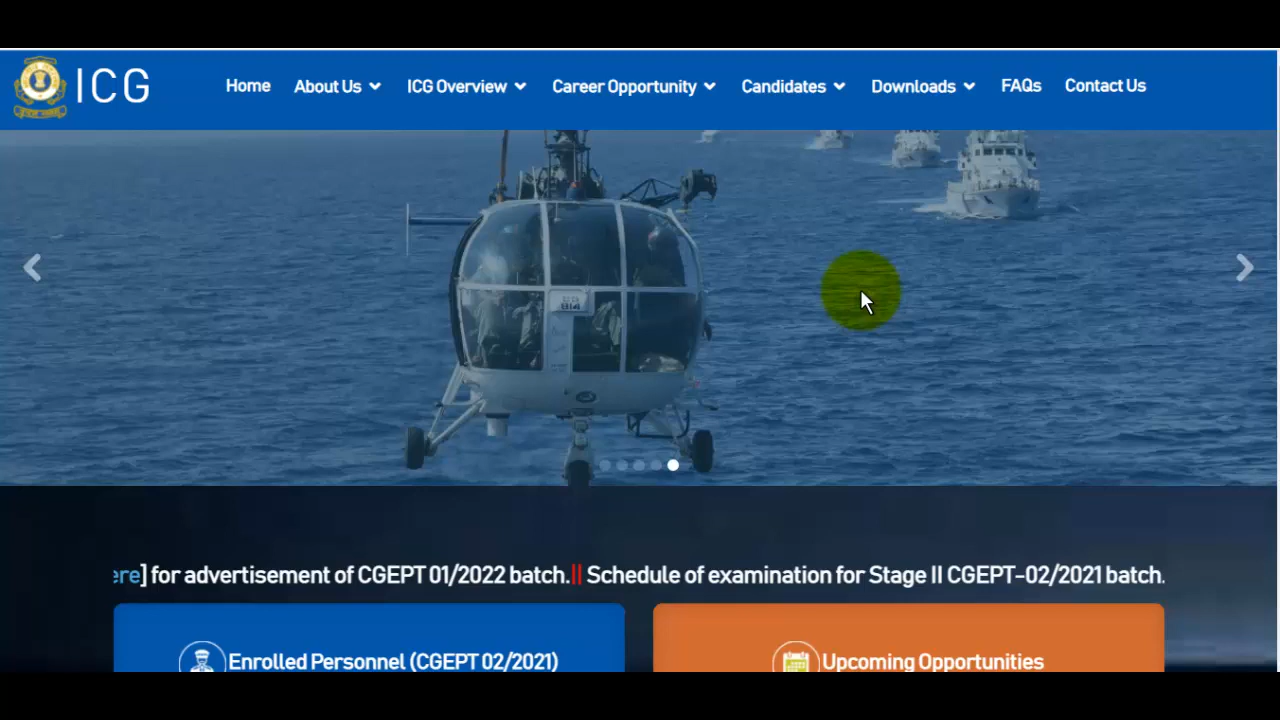 ICG
Home About Us ICG Overview Career Opportunity Candidates Downloads FAQs Contact Us
ere] for advertisement of CGEPT 01/2022 batch.|| Schedule of examination for Stage II CGEPT-02/2021 batch.
Enrolled Personnel (CGEPT 02/2021)
Upcoming Opportunities